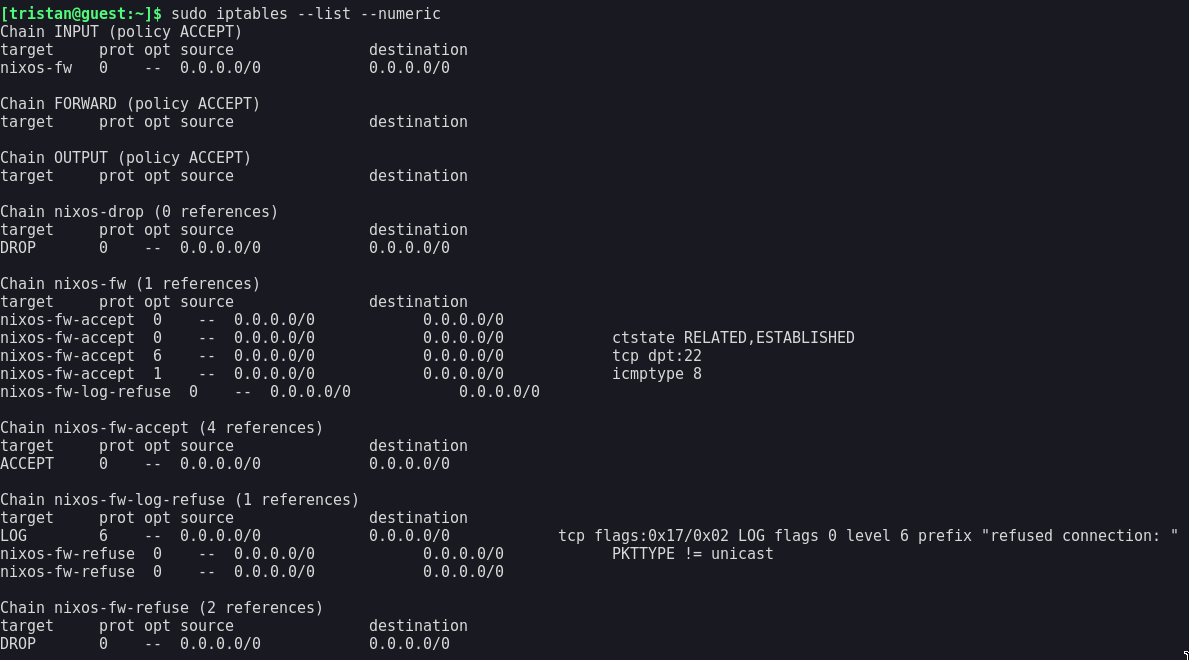 [tristan@guest:~]$ sudo iptables --list --numeric
Chain INPUT (policy ACCEPT)
target     prot opt source               destination
nixos-fw   0    --  0.0.0.0/0            0.0.0.0/0

Chain FORWARD (policy ACCEPT)
target     prot opt source               destination

Chain OUTPUT (policy ACCEPT)
target     prot opt source               destination

Chain nixos-drop (0 references)
target     prot opt source               destination
DROP       0    --  0.0.0.0/0            0.0.0.0/0

Chain nixos-fw (1 references)
target     prot opt source               destination
nixos-fw-accept  0    --  0.0.0.0/0            0.0.0.0/0
nixos-fw-accept  0    --  0.0.0.0/0            0.0.0.0/0            ctstate RELATED,ESTABLISHED
nixos-fw-accept  6    --  0.0.0.0/0            0.0.0.0/0            tcp dpt:22
nixos-fw-accept  1    --  0.0.0.0/0            0.0.0.0/0            icmptype 8
nixos-fw-log-refuse  0    --  0.0.0.0/0            0.0.0.0/0

Chain nixos-fw-accept (4 references)
target     prot opt source               destination
ACCEPT     0    --  0.0.0.0/0            0.0.0.0/0

Chain nixos-fw-log-refuse (1 references)
target     prot opt source               destination
LOG        6    --  0.0.0.0/0            0.0.0.0/0            tcp flags:0x17/0x02 LOG flags 0 level 6 prefix "refused connection: "
nixos-fw-refuse  0    --  0.0.0.0/0            0.0.0.0/0            PKTTYPE != unicast
nixos-fw-refuse  0    --  0.0.0.0/0            0.0.0.0/0

Chain nixos-fw-refuse (2 references)
target     prot opt source               destination
DROP       0    --  0.0.0.0/0            0.0.0.0/0